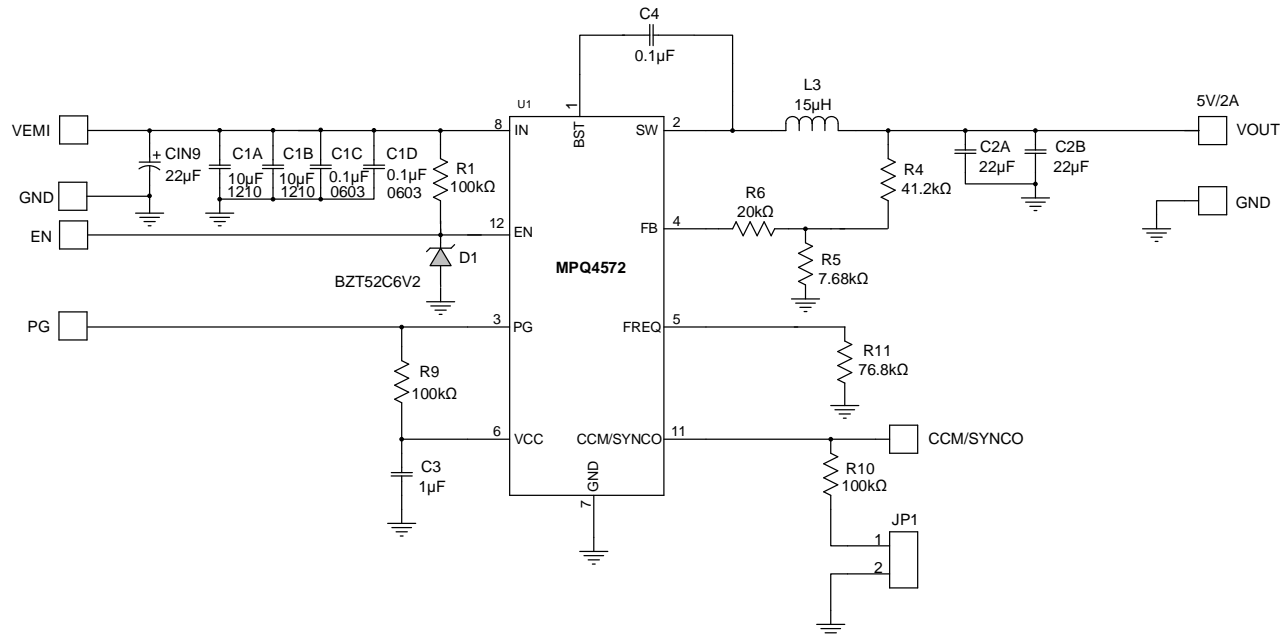 C4
0.1µF
L3
15µH
5V/2A
U1
1
VEMI
8
IN
BST
SW
2
VOUT
CIN9
22µF
+
C1A
10µF
1210
C1B
10µF
1210
C1C
0.1µF
0603
C1D
0.1µF
0603
R1
100kΩ
R4
41.2kΩ
C2A
22µF
C2B
22µF
GND
GND
EN
12
EN
FB
4
R6
20kΩ
R5
7.68kΩ
D1
BZT52C6V2
MPQ4572
PG
3
PG
FREQ
5
R11
76.8kΩ
R9
100kΩ
6
VCC
CCM/SYNCO
11
CCM/SYNCO
C3
1µF
GND
7
R10
100kΩ
JP1
1
2